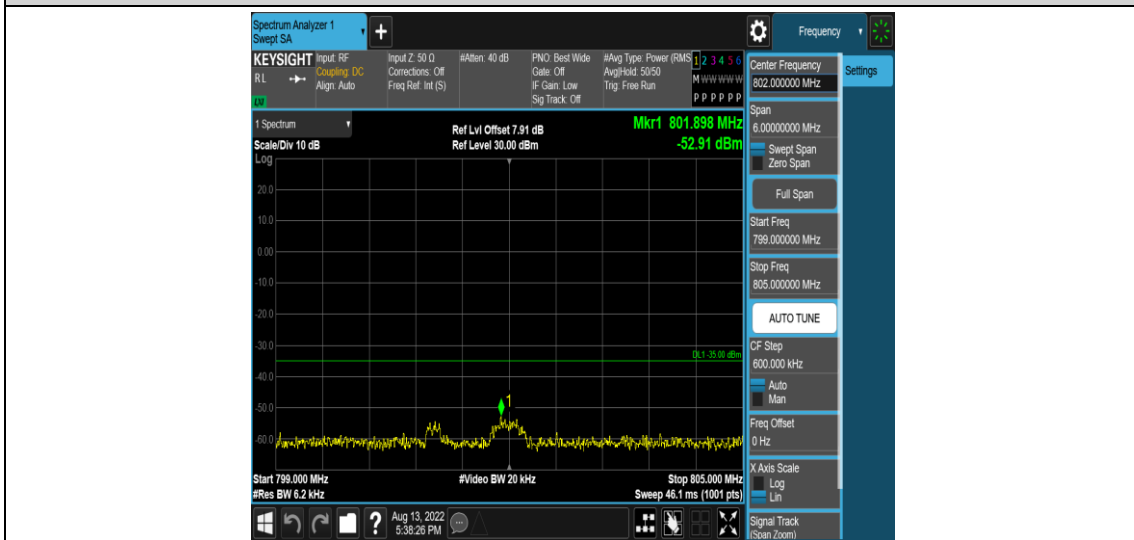 Spectrum Analyzer 1
Swept SA
+
Frequency
KEYSIGHT
RL
LXI
Input: RF
Coupling: DC
Align: Auto
Input Z: 50 Ω
Corrections: Off
Freq Ref: Int (S)
#Atten: 40 dB
PNO: Best Wide
Gate: Off
IF Gain: Low
Sig Track: Off
#Avg Type: Power (RMS
Avg|Hold: 50/50
Trig: Free Run
1 2 3 4 5 6
M W W W W W
P P P P P P
1 Spectrum
Scale/Div 10 dB
Log
Ref Lvl Offset 7.91 dB
Ref Level 30.00 dBm
Mkr1 801.898 MHz
-52.91 dBm
20.0
10.0
0.00
-10.0
-20.0
-30.0
DL1 -35.00 dBm
-40.0
1
-50.0
-60.0
Start 799.000 MHz
#Res BW 6.2 kHz
#Video BW 20 kHz
Stop 805.000 MHz
Sweep 46.1 ms (1001 pts)
Center Frequency
802.000000 MHz
Settings
Span
6.00000000 MHz
Swept Span
Zero Span
Full Span
Start Freq
799.000000 MHz
Stop Freq
805.000000 MHz
AUTO TUNE
CF Step
600.000 kHz
Auto
Man
Freq Offset
0 Hz
X Axis Scale
Log
Lin
Signal Track
(Span Zoom)
?
Aug 13, 2022
5:38:26 PM